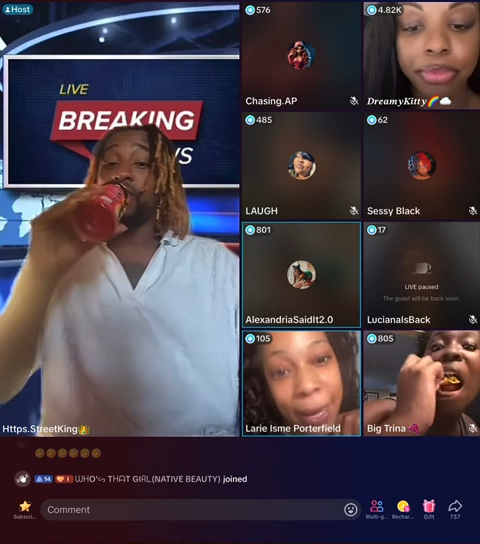 Host
LIVE
BREAKING
WS
Https.StreetKing
576
Chasing.AP
4.82K
DreamyKitty🌈☁️
485
LAUGH
62
Sessy Black
801
AlexandriaSaidIt2.0
17
LIVE paused
The guest will be back soon.
LucianaIsBack
105
Larie Isme Porterfield
805
Big Trina
14
1
WHO'S THAT GIRL(NATIVE BEAUTY) joined
Subscri...
Comment
Multi-g...
Rechar...
Gift
737